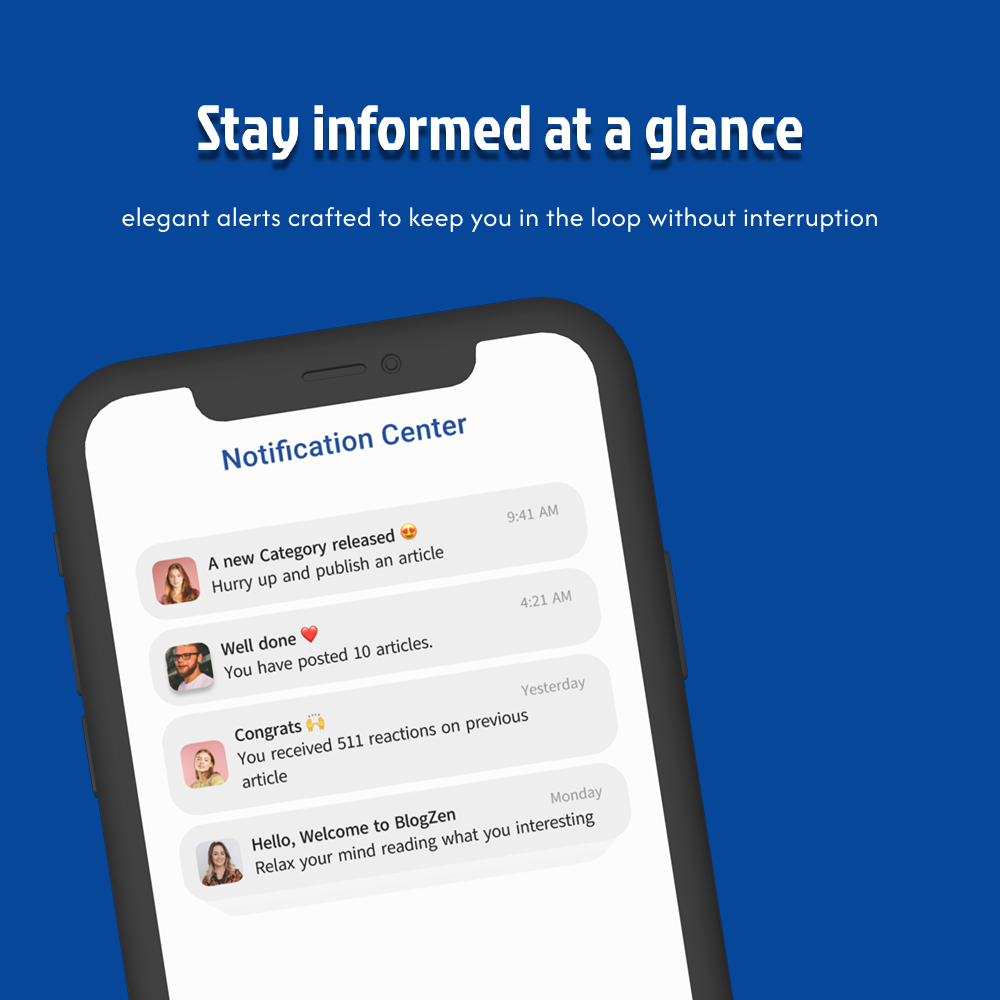 Stay informed at a glance
elegant alerts crafted to keep you in the loop without interruption
Notification Center
A new Category released 😍
9:41 AM
Hurry up and publish an article
Well done ❤️
4:21 AM
You have posted 10 articles.
Congrats 🙌
Yesterday
You received 511 reactions on previous
article
Hello, Welcome to BlogZen
Monday
Relax your mind reading what you interesting